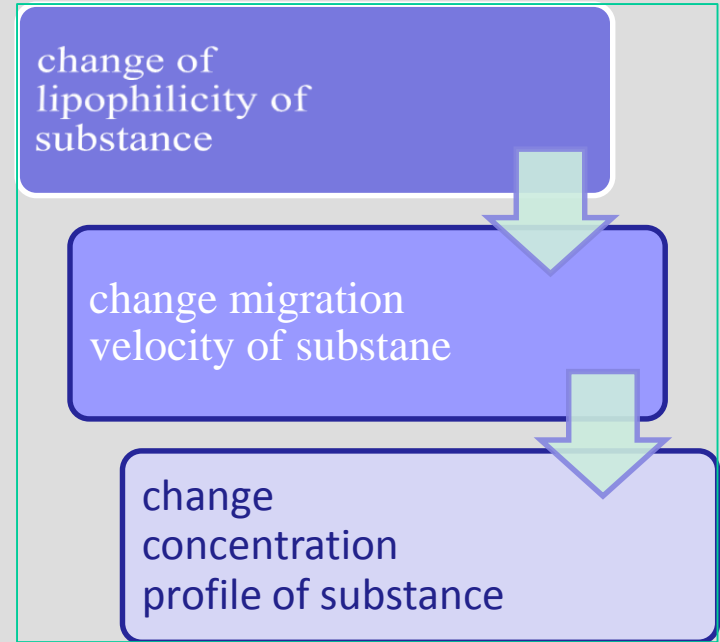 change of
lipophilicity of
substance
change migration
velocity of substane
change
concentration
profile of substance